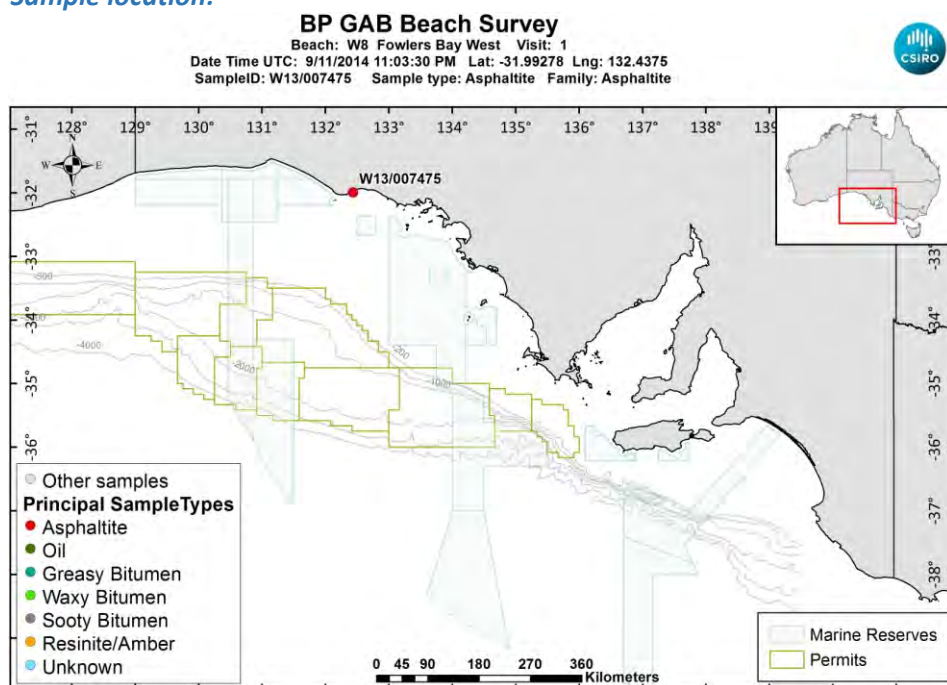 Sample location:
BP GAB Beach Survey
Beach: W8 Fowlers Bay West Visit: 1
Date Time UTC: 9/11/2014 11:03:30 PM Lat: -31.99278 Lng: 132.4375
SampleID: W13/007475 Sample type: Asphaltite Family: Asphaltite
CSIRO
128° 129° 130° 131° 132° 133° 134° 135° 136° 137° 138° 139
-31°
-32°
-33°
-34°
-35°
-36°
-37°
-38°
N
W E
S
W13/007475
-31°
-32°
-33°
-34°
-35°
-36°
-37°
-38°
-200
-1000
-2000
-4000
Other samples
Principal SampleTypes
Asphaltite
Oil
Greasy Bitumen
Waxy Bitumen
Sooty Bitumen
Resinite/Amber
Unknown
0 45 90 180 270 360
Kilometers
Marine Reserves
Permits